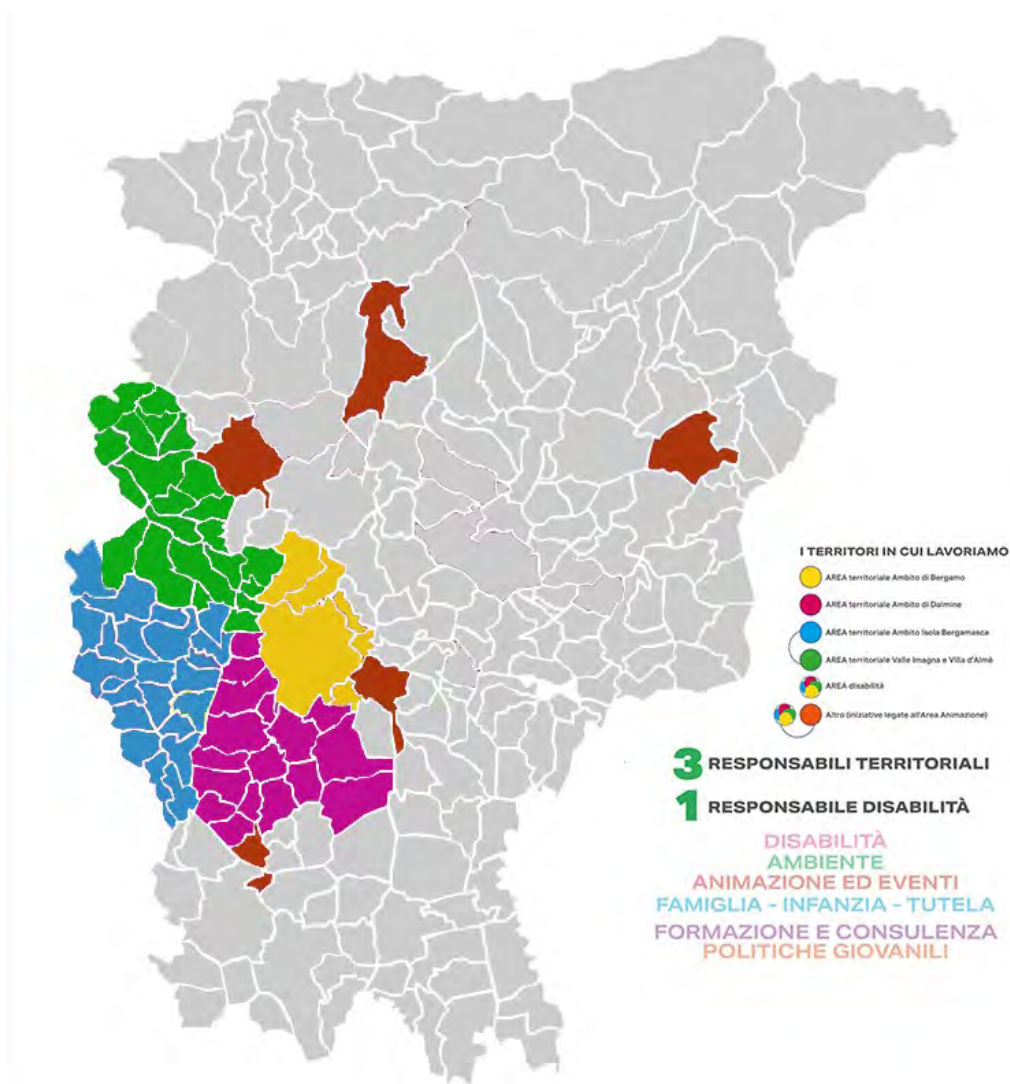 I TERRITORI IN CUI LAVORIAMO
AREA territoriale Ambito di Bergamo
AREA territoriale Ambito di Dalmine
AREA territoriale Ambito Isola Bergamasca
AREA territoriale Valle Imagna e Villa d'Almè
AREA disabilità
Altro (iniziative legate all'Area Animazione)
3 RESPONSABILI TERRITORIALI
1 RESPONSABILE DISABILITÀ
DISABILITÀ
AMBIENTE
ANIMAZIONE ED EVENTI
FAMIGLIA - INFANZIA - TUTELA
FORMAZIONE E CONSULENZA
POLITICHE GIOVANILI